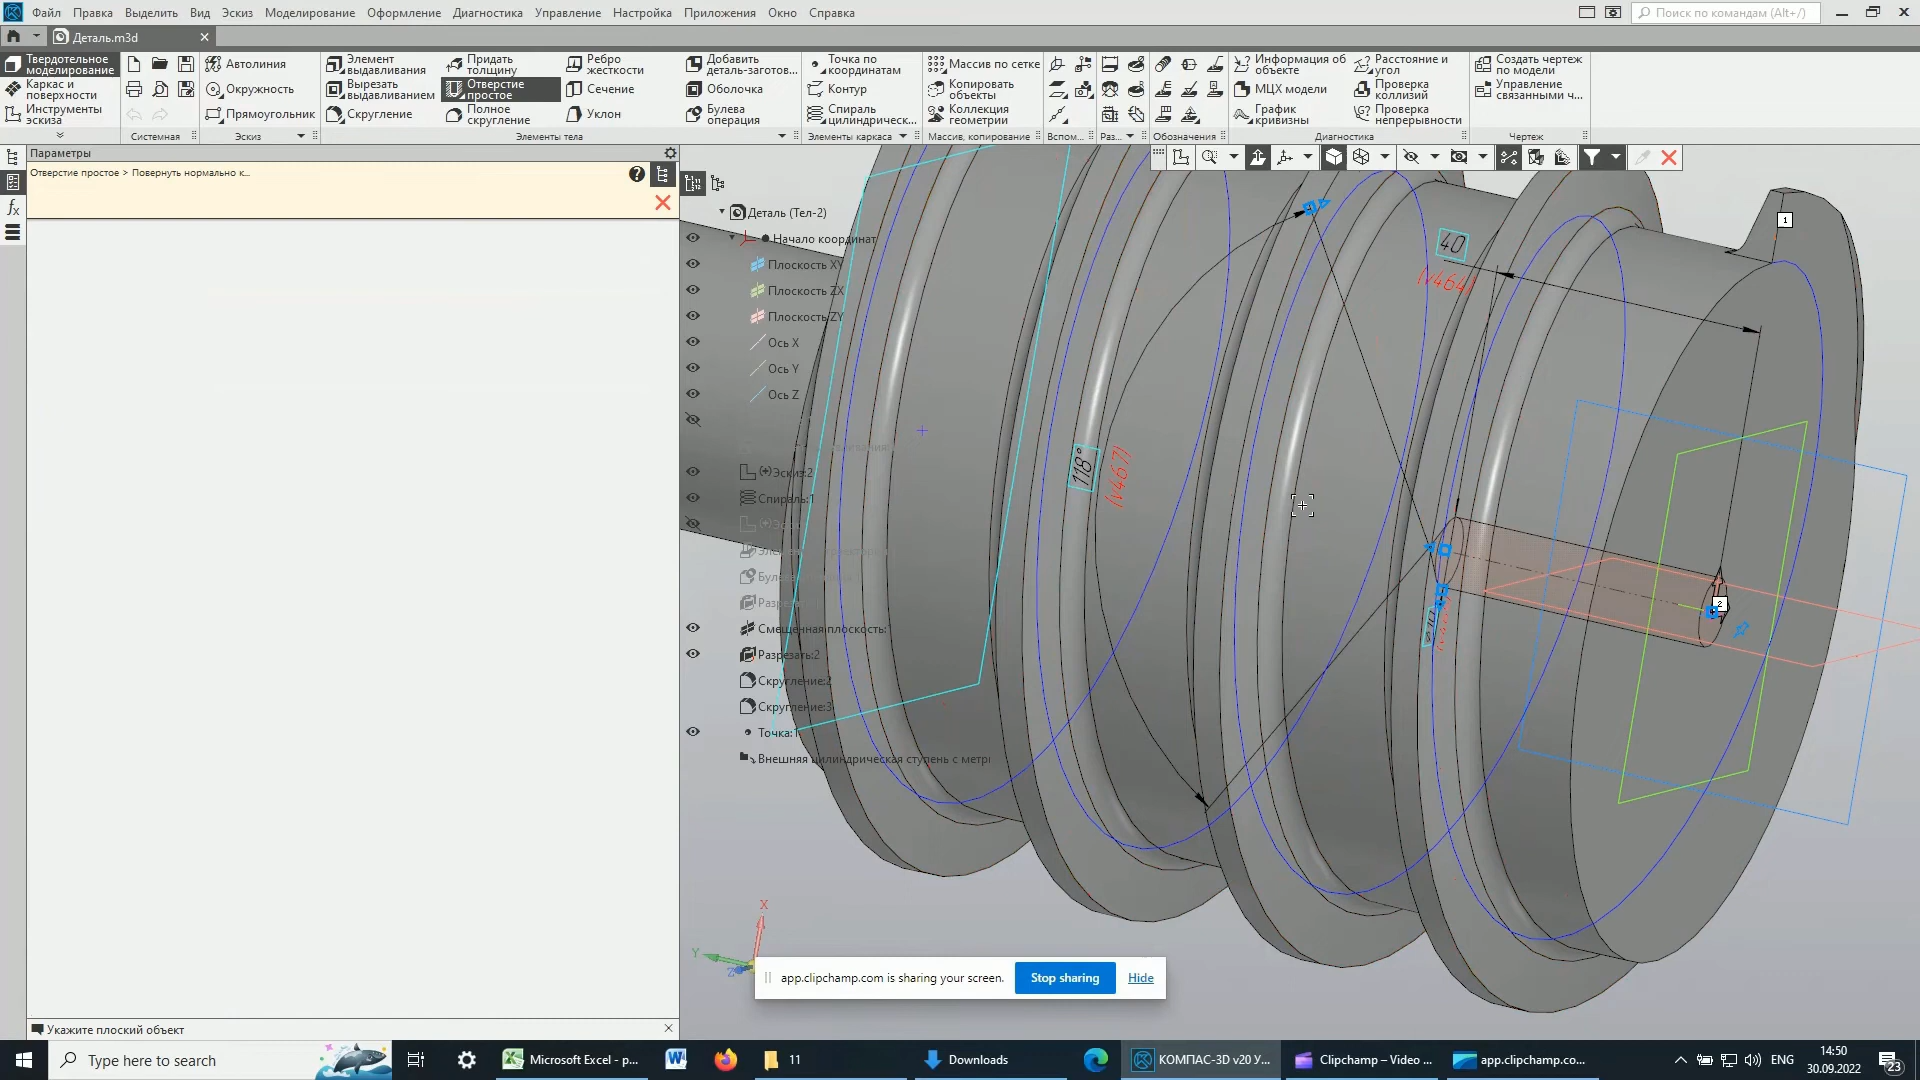 Файл Правка Выделить Вид Эскиз Моделирование Оформление Диагностика Управление Настройка Приложения Окно Справка
Поиск по командам (Alt+/)
Деталь.m3d
Твердотельное моделирование
Каркас и поверхности
Инструменты эскиза
Системная
Автолиния
Окружность
Прямоугольник
Эскиз
Элемент выдавливания
Вырезать выдавливанием
Скругление
Придать толщину
Отверстие простое
Полное скругление
Ребро жесткости
Сечение
Уклон
Добавить деталь-заготов...
Оболочка
Булева операция
Элементы тела
Точка по координатам
Контур
Спираль цилиндрическ...
Элементы каркаса
Массив по сетке
Копировать объекты
Коллекция геометрии
Массив, копирование
Вспом...
Раз...
Обозначения
Информация об объекте
МЦХ модели
График кривизны
Расстояние и угол
Проверка коллизий
Проверка непрерывности
Диагностика
Создать чертеж по модели
Управление связанными ч...
Чертеж
Параметры
Отверстие простое > Повернуть нормально к...
Деталь (Тел-2)
Начало координат
Плоскость XY
Плоскость ZX
Плоскость ZY
Ось X
Ось Y
Ось Z
(+)Эскиз:2
Спираль:1
Смещенная плоскость:
Разрезать:2
Скругление:2
Скругление:3
Точка:1
Внешняя цилиндрическая ступень с метри
40
(v464)
118°
(v467)
1
2
X
Y
Z
app.clipchamp.com is sharing your screen. Stop sharing Hide
Укажите плоский объект
Type here to search
Microsoft Excel - р...
11
Downloads
КОМПАС-3D v20 У...
Clipchamp – Video ...
app.clipchamp.co...
ENG
14:50
30.09.2022
23